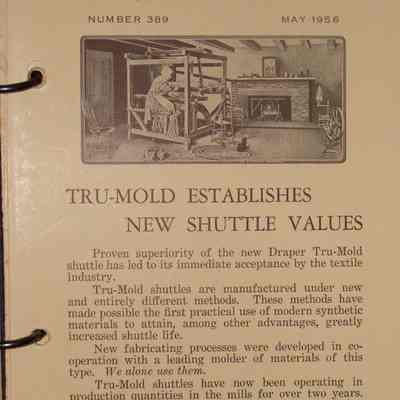 NUMBER 389 MAY 1956
TRU-MOLD ESTABLISHES
NEW SHUTTLE VALUES
Proven superiority of the new Draper Tru-Mold
shuttle has led to its immediate acceptance by the textile
industry.
Tru-Mold shuttles are manufactured under new
and entirely different methods. These methods have
made possible the first practical use of modern synthetic
materials to attain, among other advantages, greatly
increased shuttle life.
New fabricating processes were developed in co-
operation with a leading molder of materials of this
type. We alone use them.
Tru-Mold shuttles have now been operating in
production quantities in the mills for over two years.